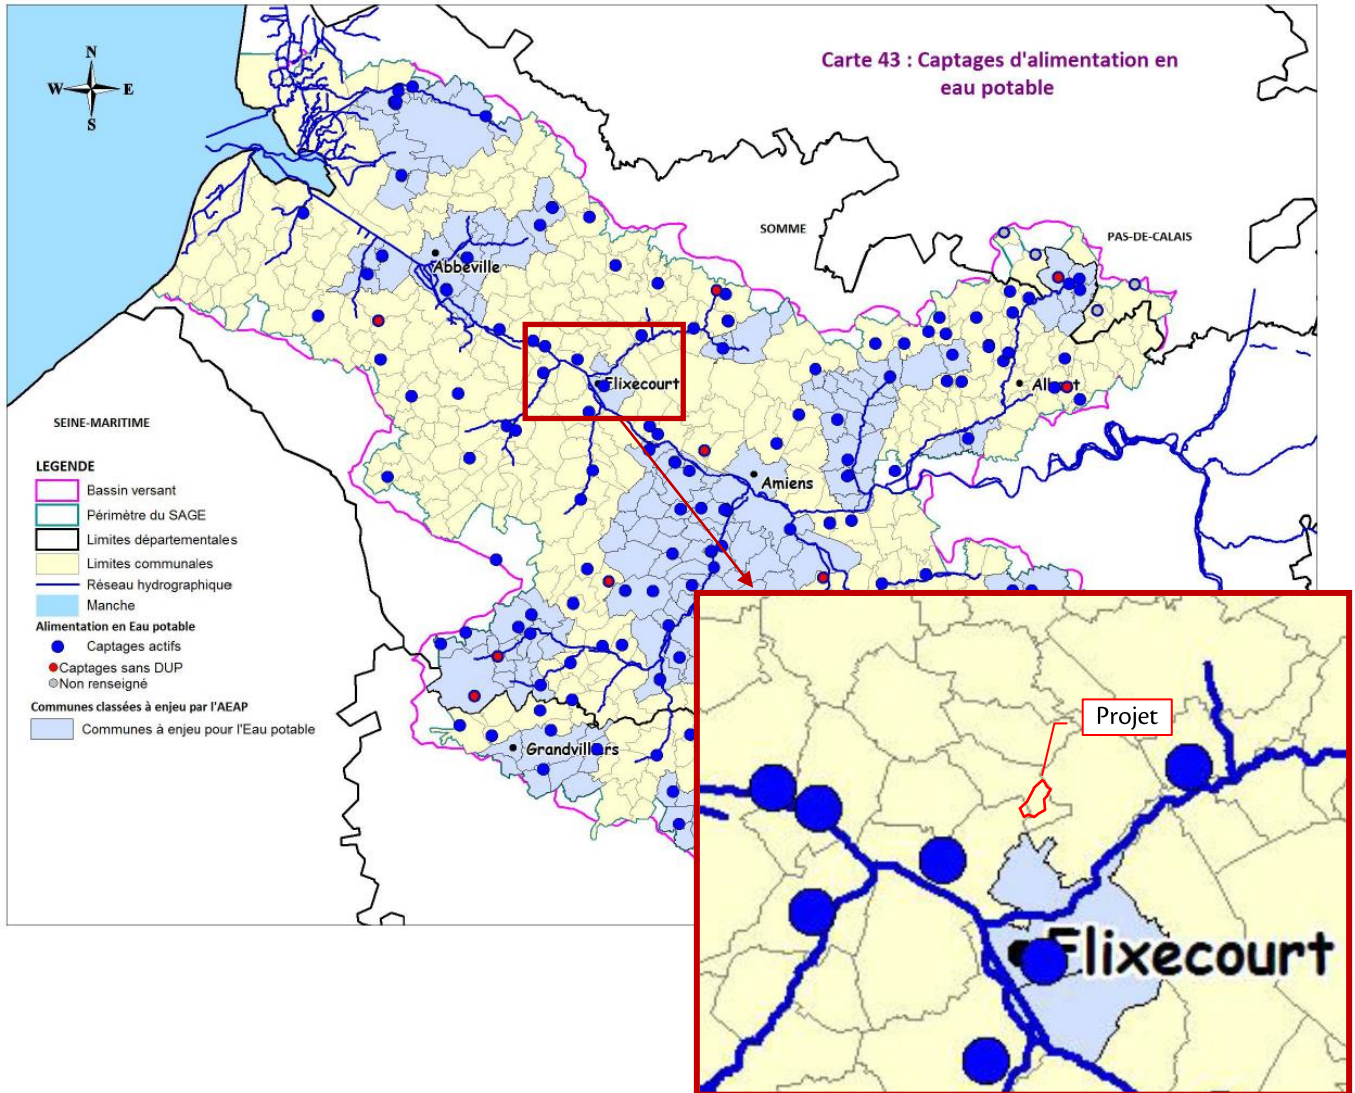 Carte 43 : Captages d'alimentation en
eau potable
N
W E
S
SOMME
PAS-DE-CALAIS
Abbeville
Flixecourt
Amiens
SEINE-MARITIME
LEGENDE
Bassin versant
Périmètre du SAGE
Limites départementales
Limites communales
Réseau hydrographique
Manche
Alimentation en Eau potable
Captages actifs
Captages sans DUP
Non renseigné
Communes classées à enjeu par l'AEAP
Communes à enjeu pour l'Eau potable
Projet
Flixecourt